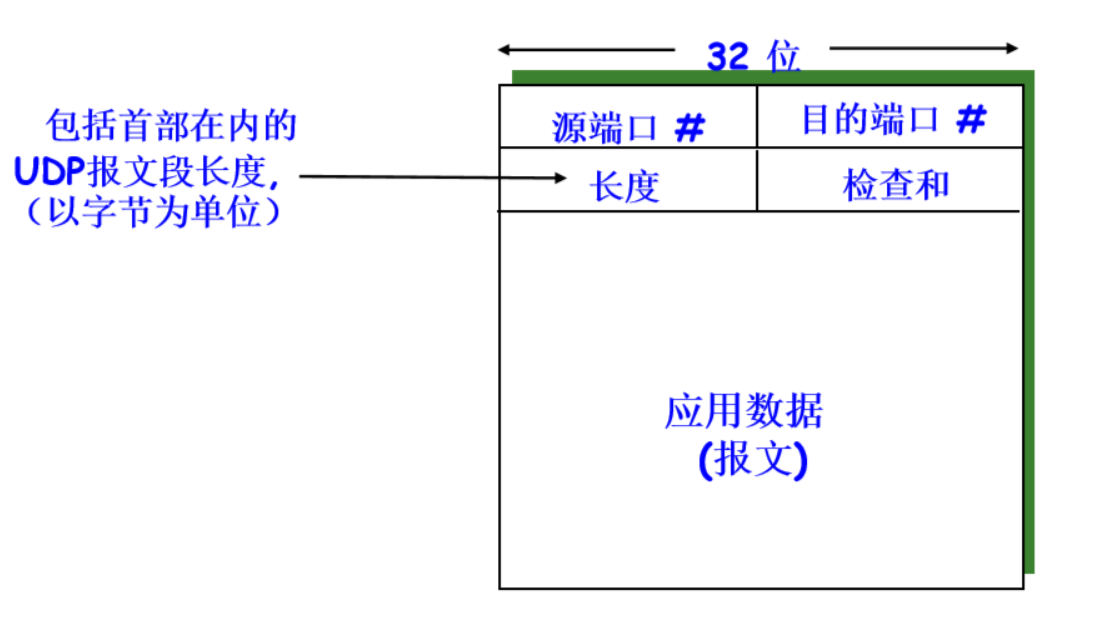 32 位
源端口 #
目的端口 #
包括首部在内的
UDP报文段长度,
（以字节为单位）
长度
检查和
应用数据
(报文)